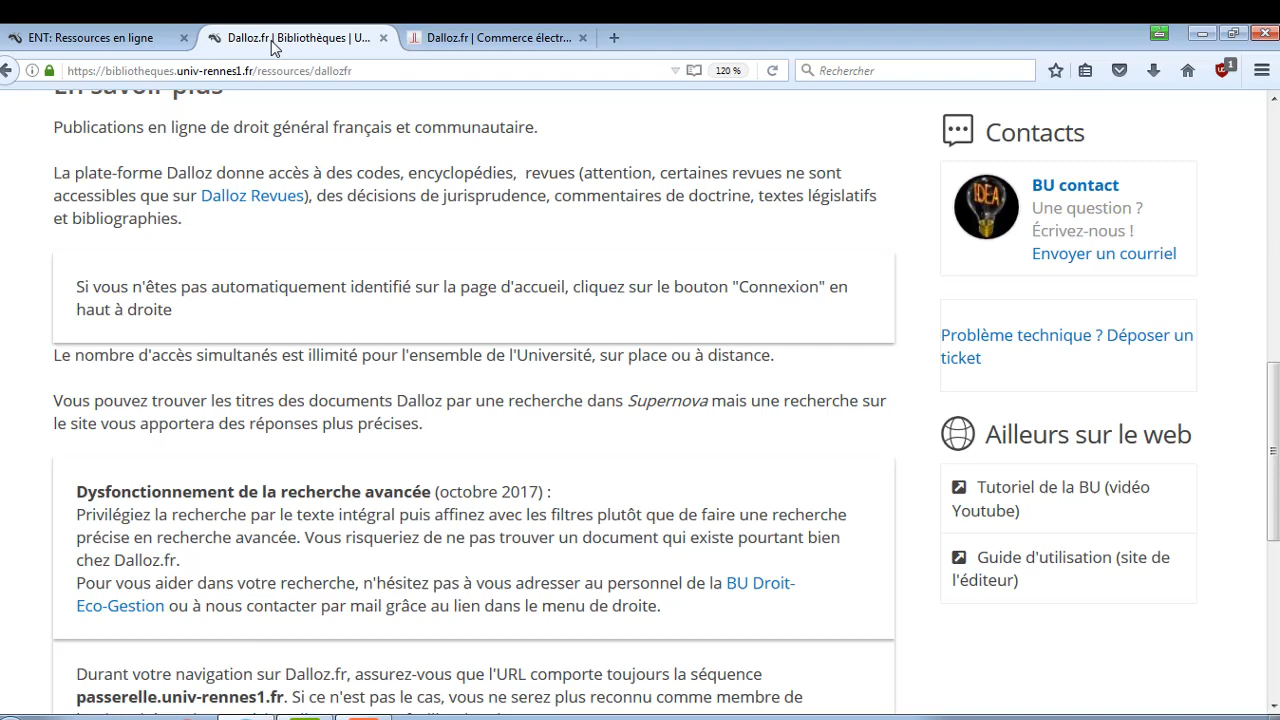 ENT: Ressources en ligne
Dalloz.fr | Bibliothèques | U...
Dalloz.fr | Commerce électr...
https://bibliotheques.univ-rennes1.fr/ressources/dallozfr
120 %
Rechercher
1
En savoir plus
Publications en ligne de droit général français et communautaire.
La plate-forme Dalloz donne accès à des codes, encyclopédies, revues (attention, certaines revues ne sont
accessibles que sur Dalloz Revues), des décisions de jurisprudence, commentaires de doctrine, textes législatifs
et bibliographies.
Si vous n'êtes pas automatiquement identifié sur la page d'accueil, cliquez sur le bouton "Connexion" en
haut à droite
Le nombre d'accès simultanés est illimité pour l'ensemble de l'Université, sur place ou à distance.
Vous pouvez trouver les titres des documents Dalloz par une recherche dans Supernova mais une recherche sur
le site vous apportera des réponses plus précises.
Dysfonctionnement de la recherche avancée (octobre 2017) :
Privilégiez la recherche par le texte intégral puis affinez avec les filtres plutôt que de faire une recherche
précise en recherche avancée. Vous risqueriez de ne pas trouver un document qui existe pourtant bien
chez Dalloz.fr.
Pour vous aider dans votre recherche, n'hésitez pas à vous adresser au personnel de la BU Droit-
Eco-Gestion ou à nous contacter par mail grâce au lien dans le menu de droite.
Durant votre navigation sur Dalloz.fr, assurez-vous que l'URL comporte toujours la séquence
passerelle.univ-rennes1.fr. Si ce n'est pas le cas, vous ne serez plus reconnu comme membre de
Contacts
IDEA
BU contact
Une question ?
Écrivez-nous !
Envoyer un courriel
Problème technique ? Déposer un
ticket
Ailleurs sur le web
Tutoriel de la BU (vidéo
Youtube)
Guide d'utilisation (site de
l'éditeur)